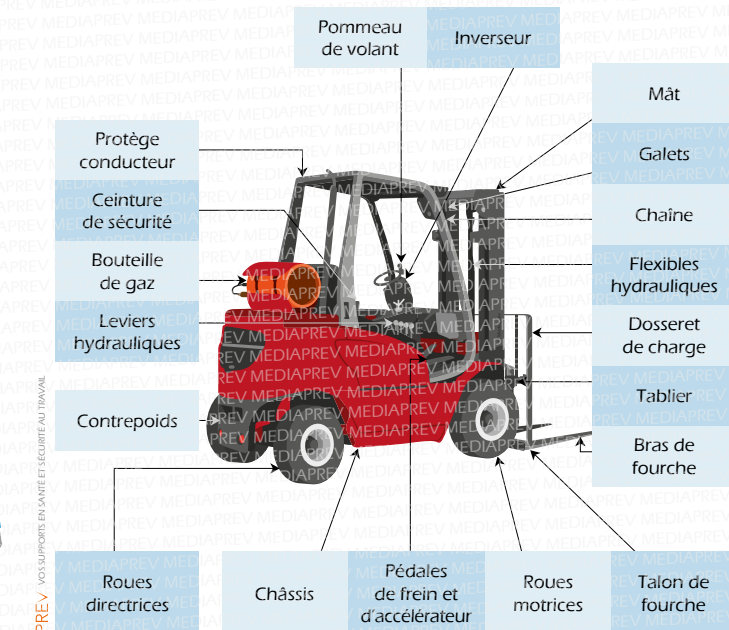 Pommeau
de volant
Inverseur
Mât
Galets
Chaîne
Flexibles
hydrauliques
Dosseret
de charge
Tablier
Bras de
fourche
Protège
conducteur
Ceinture
de sécurité
Bouteille
de gaz
Leviers
hydrauliques
Contrepoids
Roues
directrices
Châssis
Pédales
de frein et
d'accélérateur
Roues
motrices
Talon de
fourche
PREV VOS SUPPORTS EN SANTÉ ET SÉCURITÉ AU TRAVAIL
MEDIAPREV